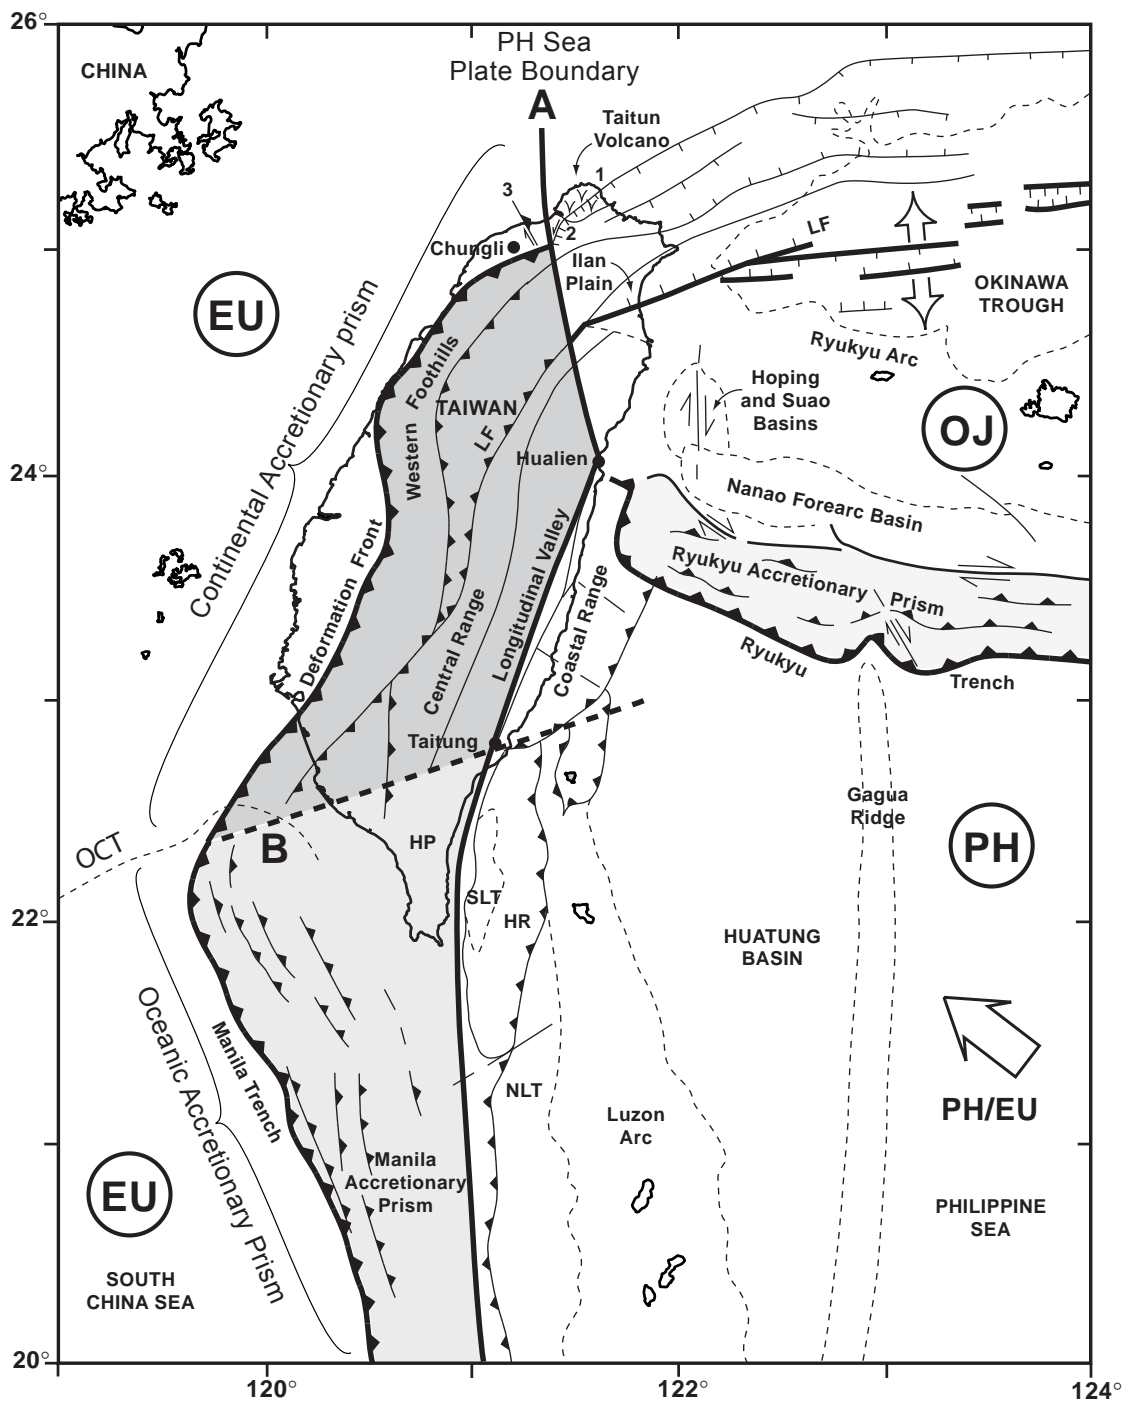 26°
CHINA
PH Sea
Plate Boundary
A
Taitun
Volcano
1
3
2
Chungli
LF
Ilan
Plain
OKINAWA
TROUGH
EU
Continental Accretionary prism
Western Foothills
TAIWAN
LF
Ryukyu Arc
Hoping
and Suao
Basins
OJ
24°
Hualien
Nanao Forearc Basin
Deformation Front
Longitudinal Valley
Central Range
Coastal Range
Ryukyu Accretionary Prism
Ryukyu
Trench
Taitung
Gagua
Ridge
PH
OCT
B
HP
SLT
HR
22°
HUATUNG
BASIN
Oceanic Accretionary Prism
Manila Trench
NLT
Luzon
Arc
PH/EU
Manila
Accretionary
Prism
EU
PHILIPPINE
SEA
SOUTH
CHINA SEA
20°
120°
122°
124°